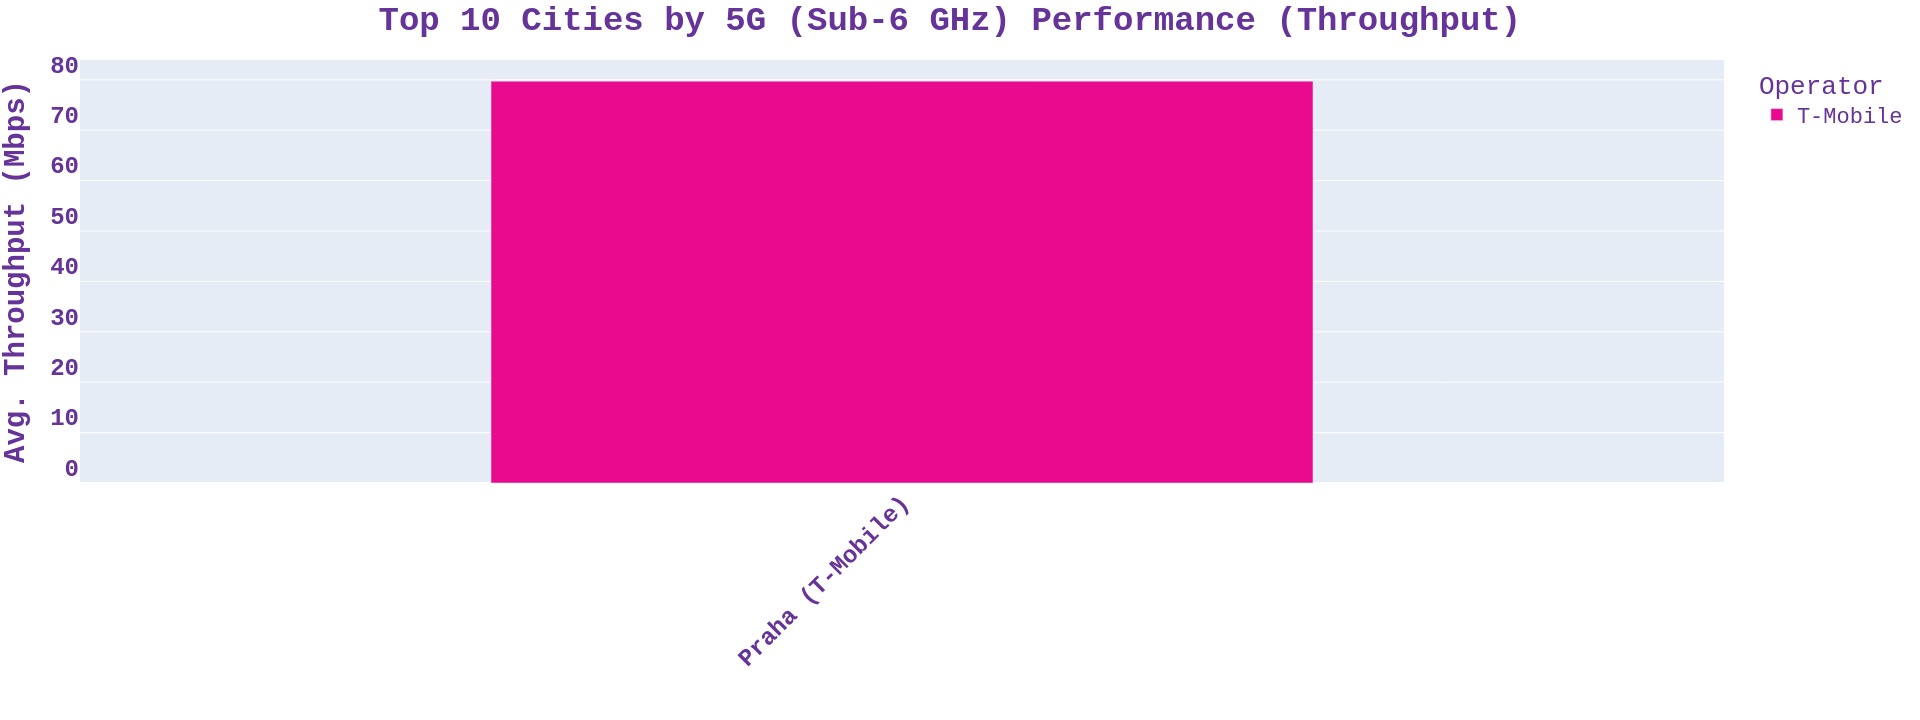 Top 10 Cities by 5G (Sub-6 GHz) Performance (Throughput)
Avg. Throughput (Mbps)
80
70
60
50
40
30
20
10
0
Praha (T-Mobile)
Operator
T-Mobile